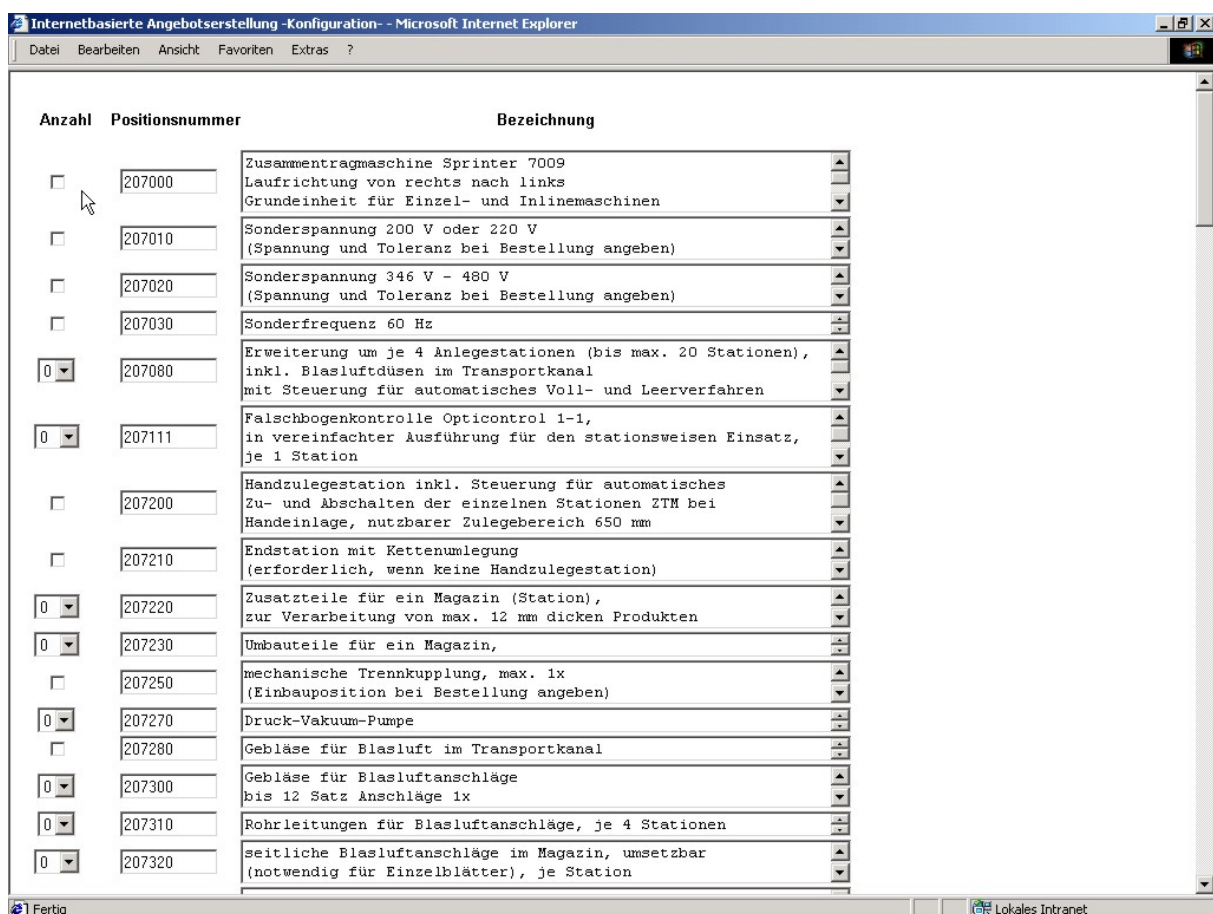 Internetbasierte Angebotserstellung -Konfiguration- - Microsoft Internet Explorer
Datei Bearbeiten Ansicht Favoriten Extras ?
Anzahl Positionsnummer Bezeichnung
207000 Zusammentragmaschine Sprinter 7009
Laufrichtung von rechts nach links
Grundeinheit für Einzel- und Inlinemaschinen
207010 Sonderspannung 200 V oder 220 V
(Spannung und Toleranz bei Bestellung angeben)
207020 Sonderspannung 346 V - 480 V
(Spannung und Toleranz bei Bestellung angeben)
207030 Sonderfrequenz 60 Hz
0 207080 Erweiterung um je 4 Anlegestationen (bis max. 20 Stationen),
inkl. Blasluftdüsen im Transportkanal
mit Steuerung für automatisches Voll- und Leerverfahren
0 207111 Falschbogenkontrolle Opticontrol 1-1,
in vereinfachter Ausführung für den stationsweisen Einsatz,
je 1 Station
207200 Handzulegestation inkl. Steuerung für automatisches
Zu- und Abschalten der einzelnen Stationen ZTM bei
Handeinlage, nutzbarer Zulegebereich 650 mm
207210 Endstation mit Kettenumlegung
(erforderlich, wenn keine Handzulegestation)
0 207220 Zusatzteile für ein Magazin (Station),
zur Verarbeitung von max. 12 mm dicken Produkten
0 207230 Umbauteile für ein Magazin,
207250 mechanische Trennkupplung, max. 1x
(Einbauposition bei Bestellung angeben)
0 207270 Druck-Vakuum-Pumpe
207280 Gebläse für Blasluft im Transportkanal
0 207300 Gebläse für Blasluftanschläge
bis 12 Satz Anschläge 1x
0 207310 Rohrleitungen für Blasluftanschläge, je 4 Stationen
0 207320 seitliche Blasluftanschläge im Magazin, umsetzbar
(notwendig für Einzelblätter), je Station
Fertig Lokales Intranet